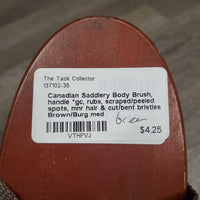 The Tack Collector
137102-35
Canadian Saddlery Body Brush,
handle *gc, rubs, scraped/peeled
spots, mnr hair & cut/bent bristles
Brown/Burg med
green
VTHPVJ
$4.25